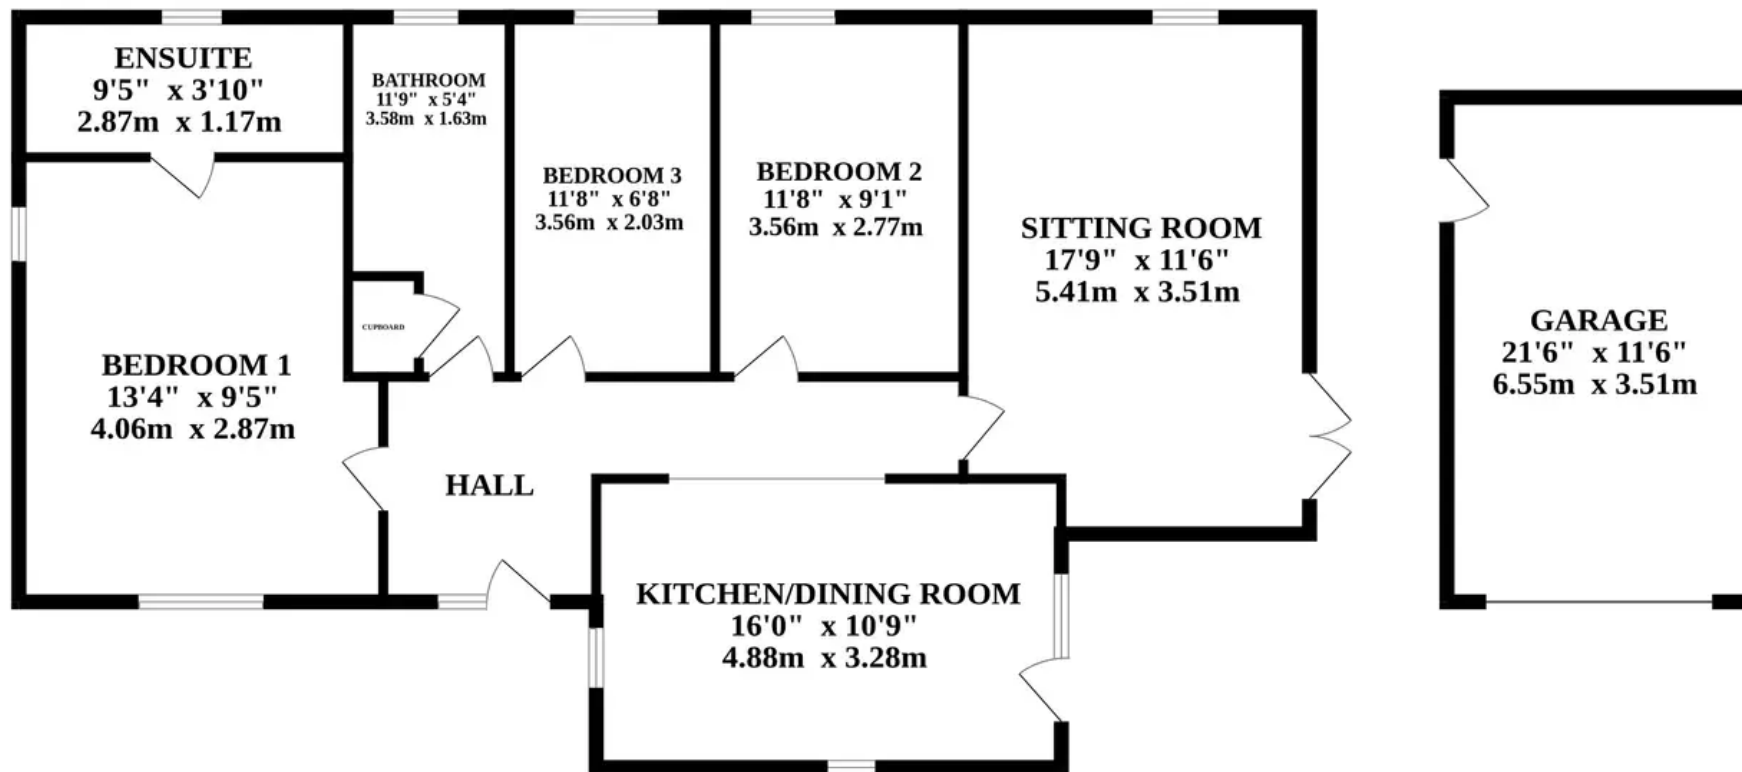 ENSUITE
9'5" x 3'10"
2.87m x 1.17m
BATHROOM
11'9" x 5'4"
3.58m x 1.63m
BEDROOM 3
11'8" x 6'8"
3.56m x 2.03m
BEDROOM 2
11'8" x 9'1"
3.56m x 2.77m
SITTING ROOM
17'9" x 11'6"
5.41m x 3.51m
GARAGE
21'6" x 11'6"
6.55m x 3.51m
CUPBOARD
BEDROOM 1
13'4" x 9'5"
4.06m x 2.87m
HALL
KITCHEN/DINING ROOM
16'0" x 10'9"
4.88m x 3.28m